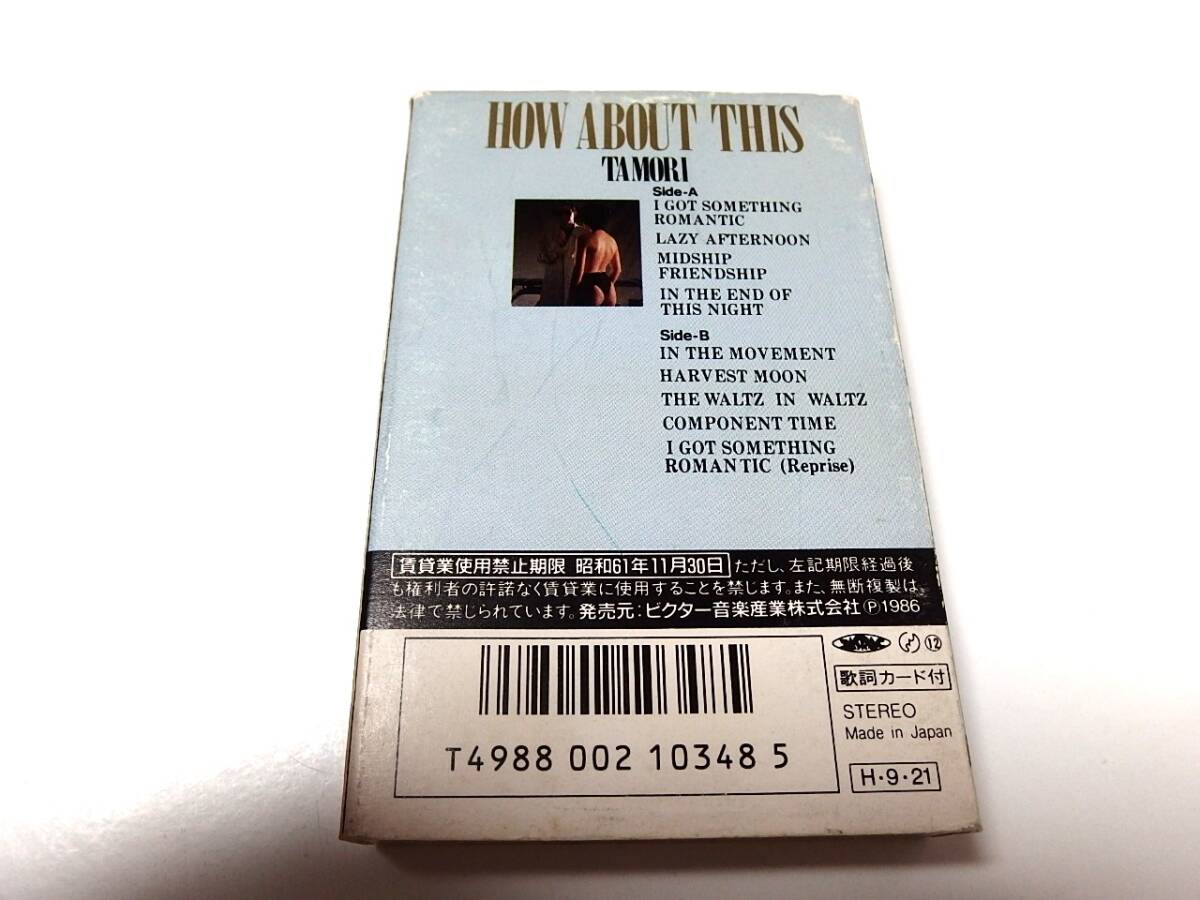 HOW ABOUT THIS
TAMORI
Side-A
I GOT SOMETHING
ROMANTIC
LAZY AFTERNOON
MIDSHIP
FRIENDSHIP
IN THE END OF
THIS NIGHT
Side-B
IN THE MOVEMENT
HARVEST MOON
THE WALTZ IN WALTZ
COMPONENT TIME
I GOT SOMETHING
ROMANTIC (Reprise)
賃貸業使用禁止期限 昭和61年11月30日 ただし、左記期限経過後
も権利者の許諾なく賃貸業に使用することを禁じます。また、無断複製は、
法律で禁じられています。発売元:ビクター音楽産業株式会社Ⓟ1986
⑫
歌詞カード付
STEREO
Made in Japan
H・9・21
T4988 002 10348 5